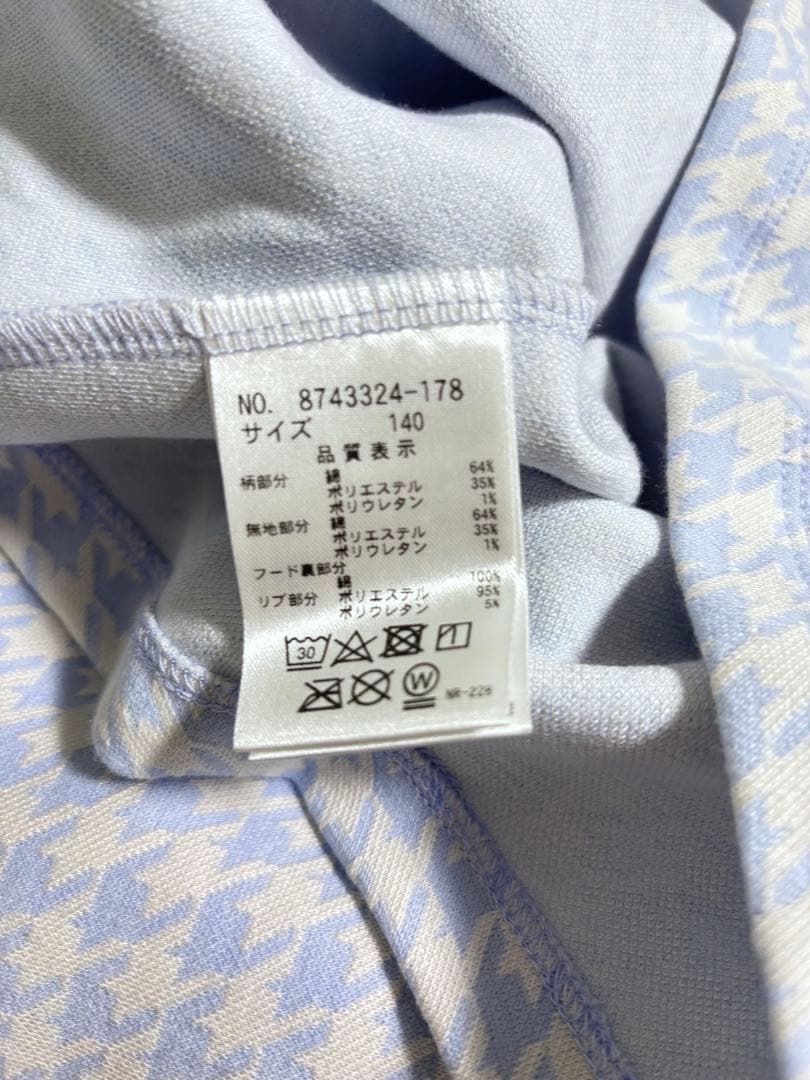 NO. 8743324-178
サイズ 140
品質表示
柄部分 綿 64%
ポリエステル 35%
ポリウレタン 1%
無地部分 綿 64%
ポリエステル 35%
ポリウレタン 1%
フード裏部分
綿 100%
リブ部分 ポリエステル 95%
ポリウレタン 5%
30
W